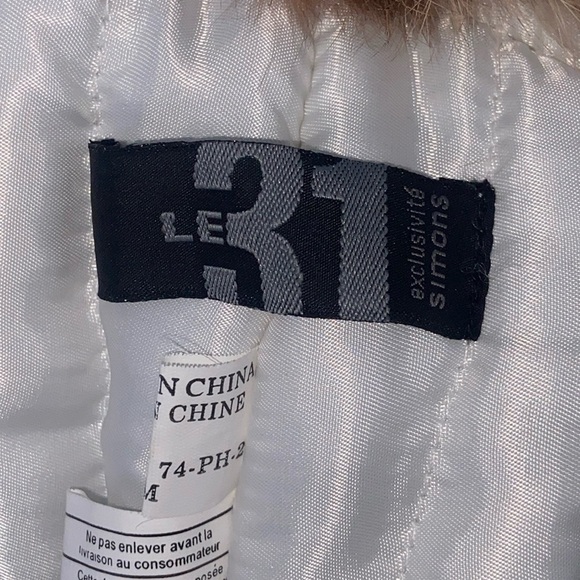 LE 31
exclusivité
simons
N CHINA
N CHINE
74-PH-2
M
Ne pas enlever avant la
livraison au consommateur